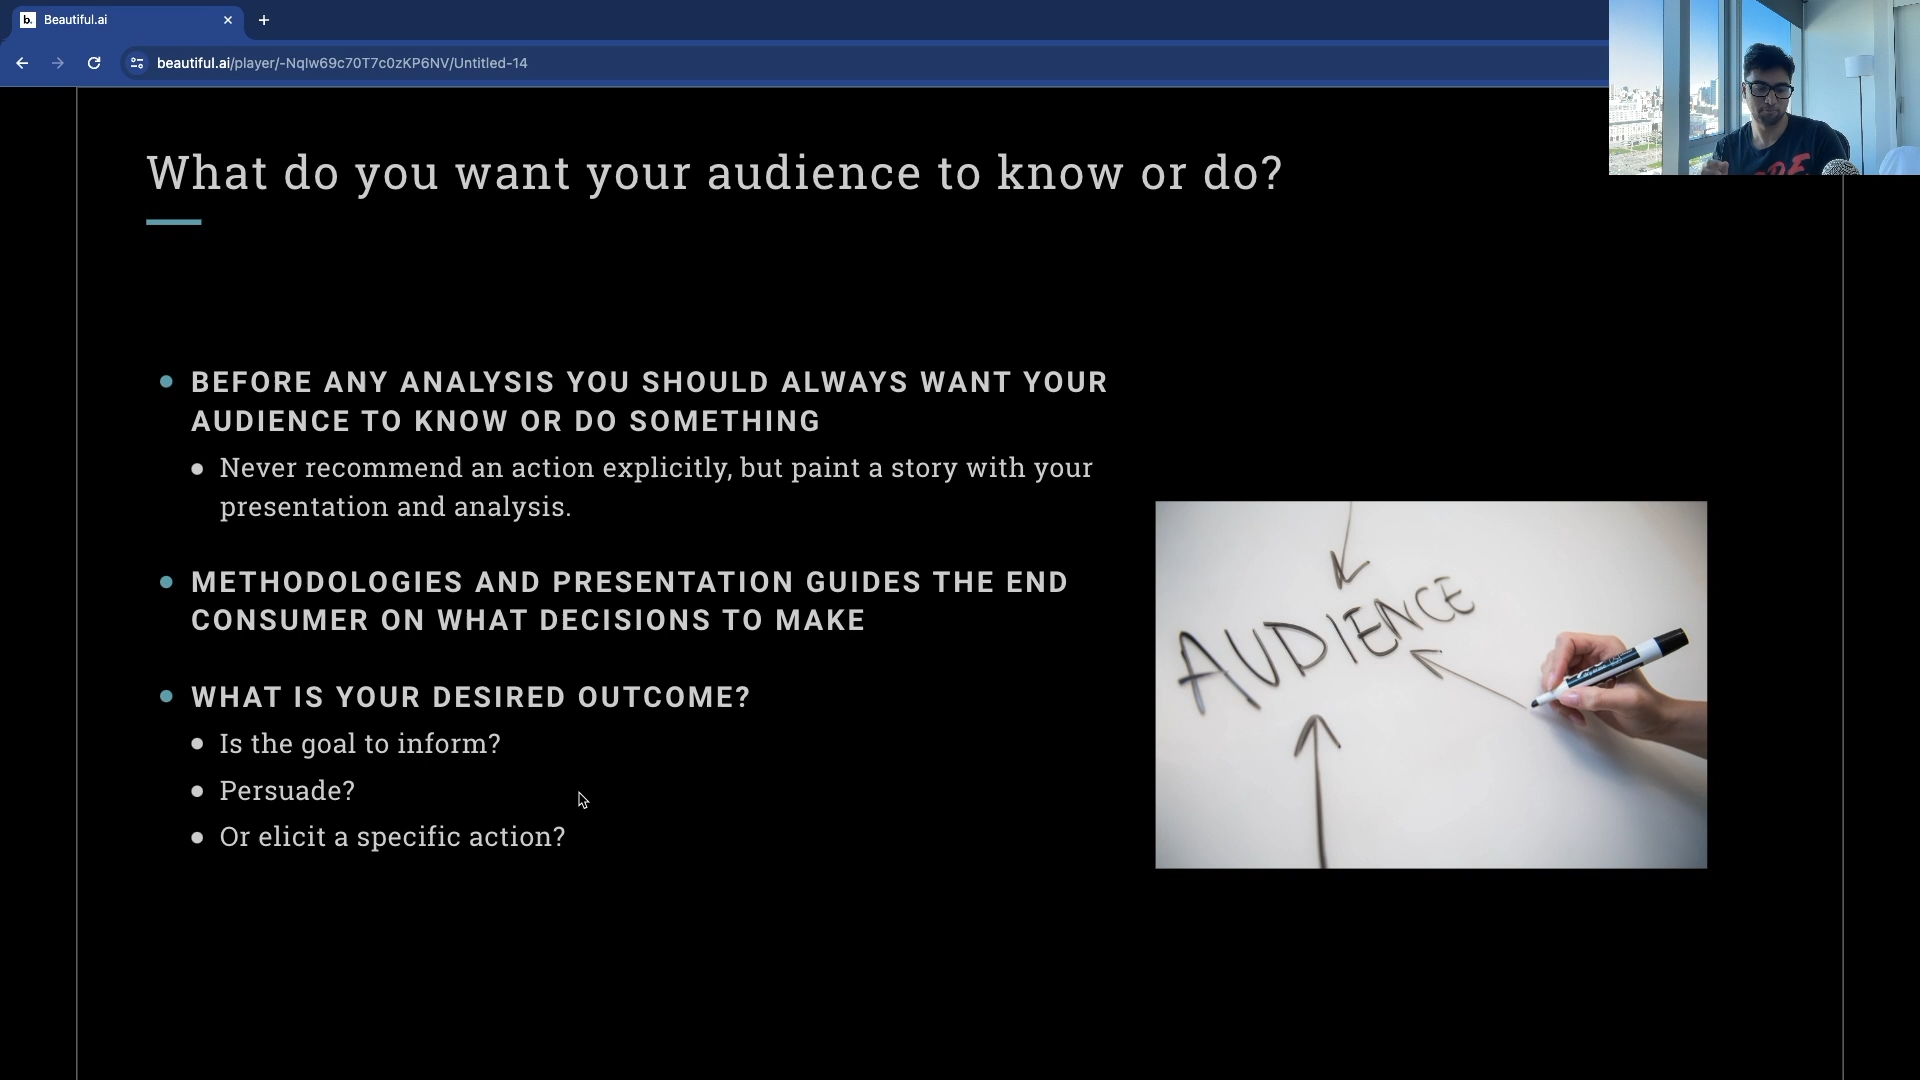 b. Beautiful.ai
beautiful.ai/player/-Nqlw69c70T7c0zKP6NV/Untitled-14
What do you want your audience to know or do?
BEFORE ANY ANALYSIS YOU SHOULD ALWAYS WANT YOUR
AUDIENCE TO KNOW OR DO SOMETHING
Never recommend an action explicitly, but paint a story with your
presentation and analysis.
METHODOLOGIES AND PRESENTATION GUIDES THE END
CONSUMER ON WHAT DECISIONS TO MAKE
WHAT IS YOUR DESIRED OUTCOME?
Is the goal to inform?
Persuade?
Or elicit a specific action?
AUDIENCE